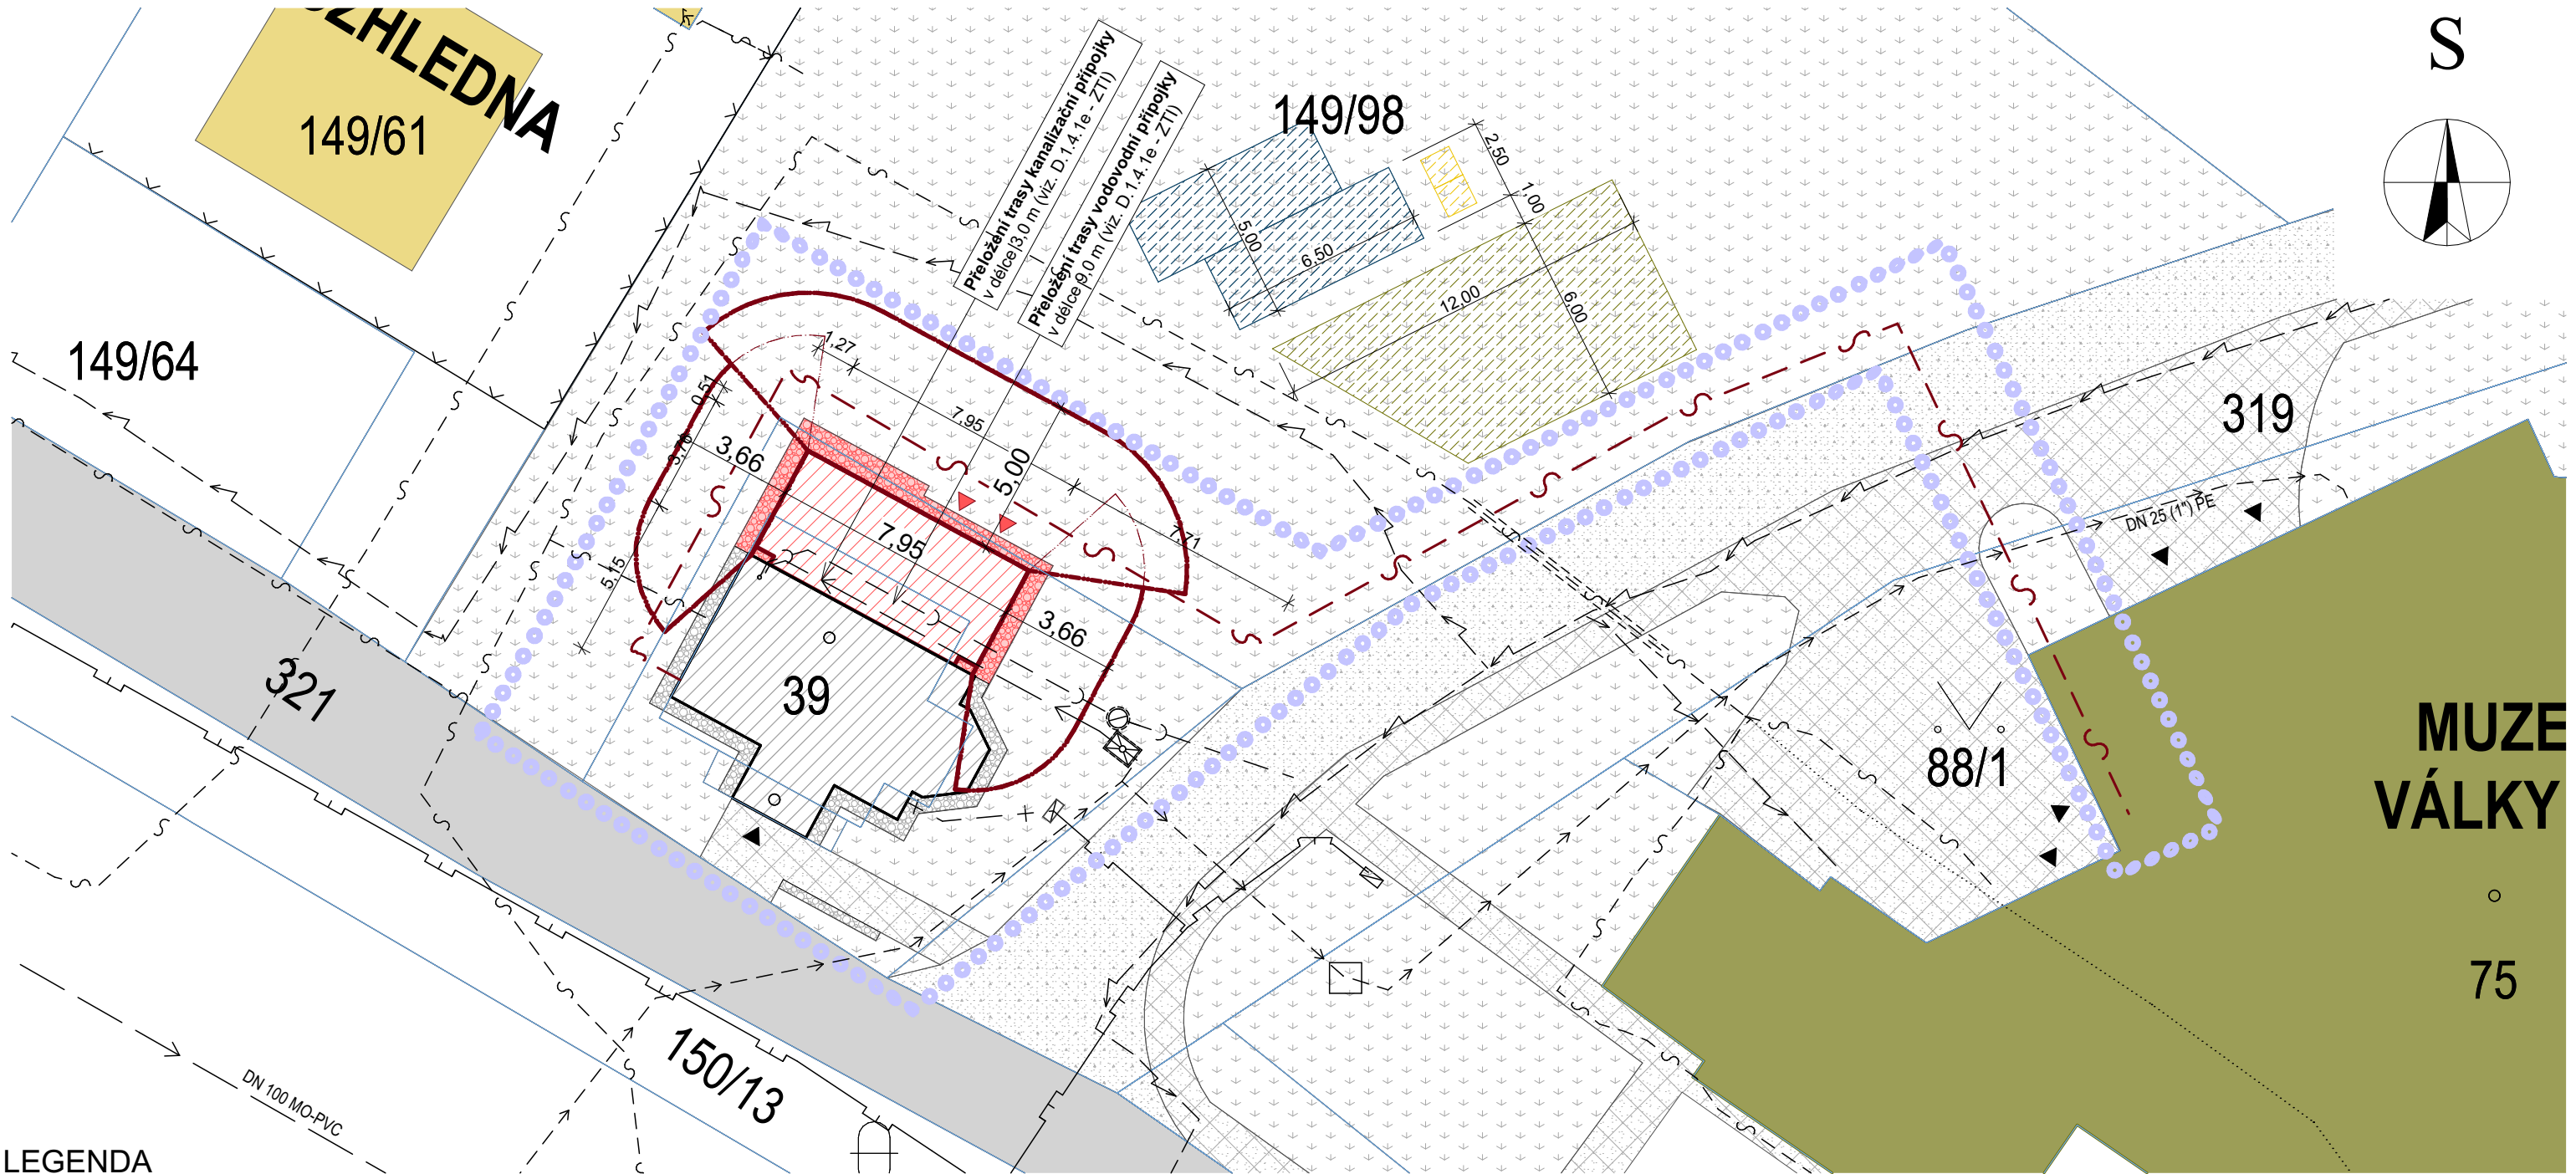 149/61
149/64
Přeložení trasy kanalizační přípojky
v délce 3,0 m (viz. D.1.4.1e - ZTI)
Přeložení trasy vodovodní přípojky
v délce 9,0 m (viz. D.1.4.1e - ZTI)
149/98
2,50
1,00
5,00
6,50
12,00
6,00
S
1,27
0,51
7,95
3,66
5,00
7,95
7,71
5,15
3,66
39
319
DN 25 (1") PE
321
88/1
MUZE
VÁLKY
75
150/13
DN 100 MO-PVC
LEGENDA